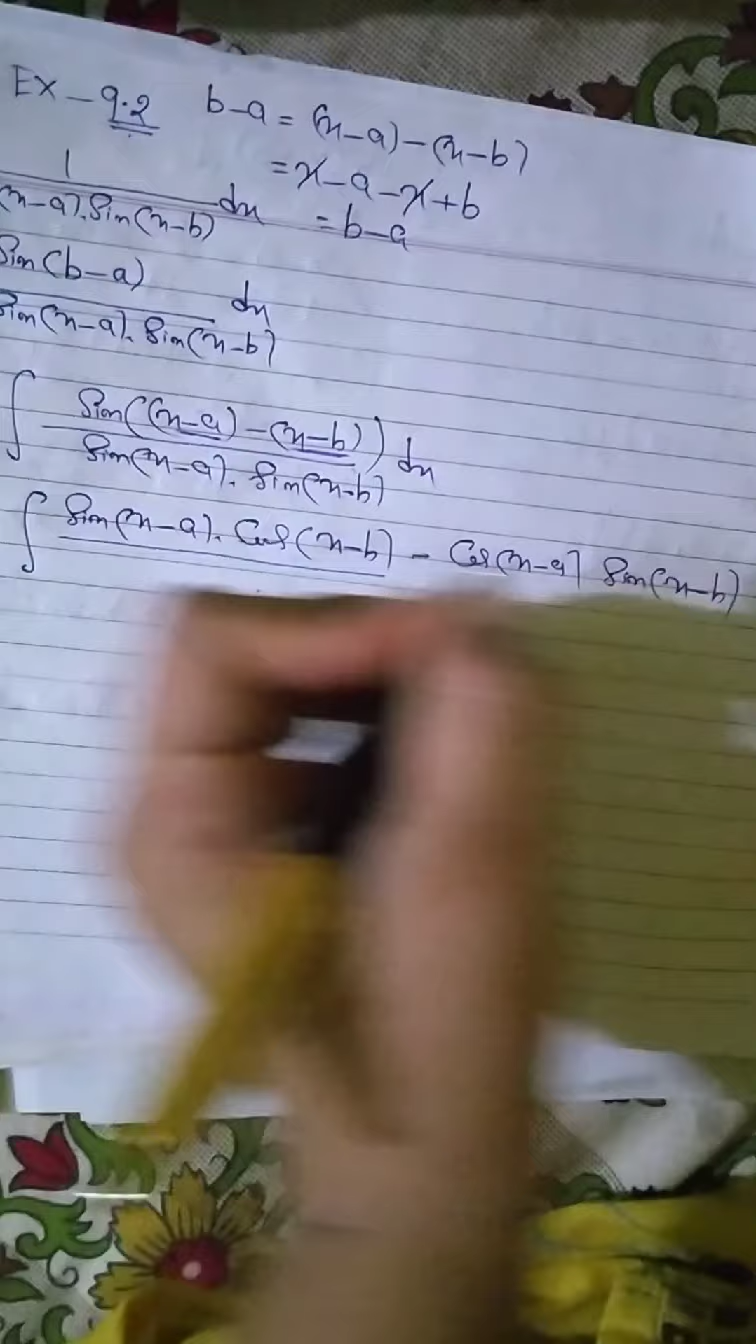 EX - 9.2 b-a = (x-a)-(x-b)
= x-a-x+b
= b-a
1
(x-a).Sin(x-b) dx
Sin(b-a)
Sin(x-a). Sin(x-b) dx
∫ Sin((x-a)-(x-b))
Sin(x-a). Sin(x-b) dx
∫ Sin(x-a). Cos(x-b) - Cos(x-a) Sin(x-b)